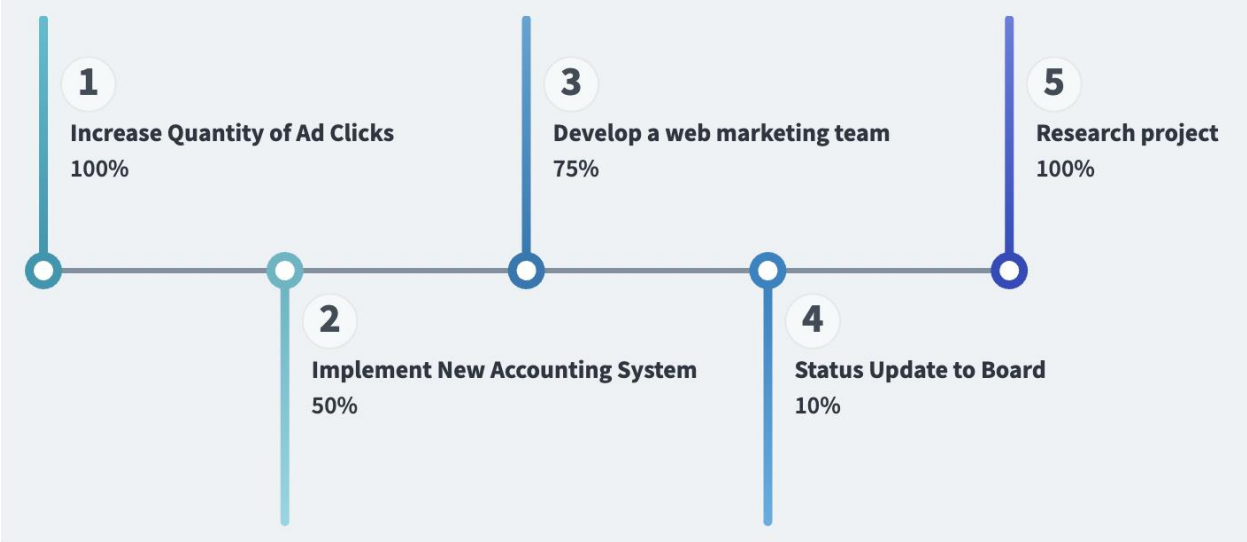 1
Increase Quantity of Ad Clicks
100%
2
Implement New Accounting System
50%
3
Develop a web marketing team
75%
4
Status Update to Board
10%
5
Research project
100%